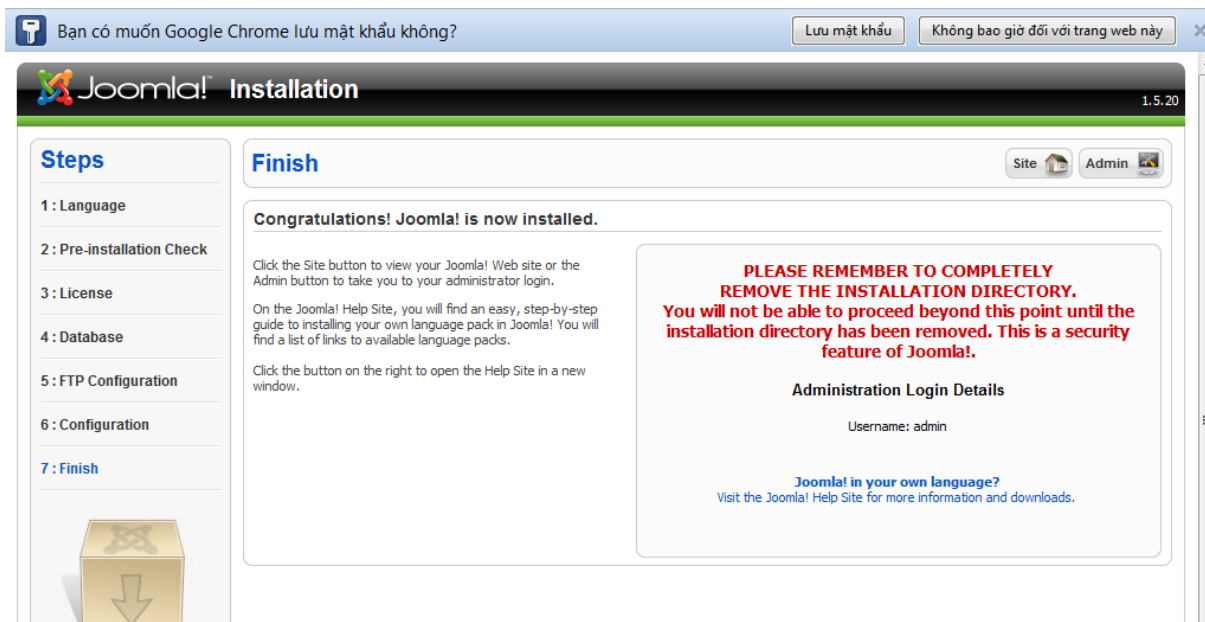 Bạn có muốn Google Chrome lưu mật khẩu không?
Lưu mật khẩu
Không bao giờ đối với trang web này
Joomla! Installation
1.5.20
Steps
1 : Language
2 : Pre-installation Check
3 : License
4 : Database
5 : FTP Configuration
6 : Configuration
7 : Finish
Finish
Site
Admin
Congratulations! Joomla! is now installed.
Click the Site button to view your Joomla! Web site or the
Admin button to take you to your administrator login.
On the Joomla! Help Site, you will find an easy, step-by-step
guide to installing your own language pack in Joomla! You will
find a list of links to available language packs.
Click the button on the right to open the Help Site in a new
window.
PLEASE REMEMBER TO COMPLETELY
REMOVE THE INSTALLATION DIRECTORY.
You will not be able to proceed beyond this point until the
installation directory has been removed. This is a security
feature of Joomla!.
Administration Login Details
Username: admin
Joomla! in your own language?
Visit the Joomla! Help Site for more information and downloads.